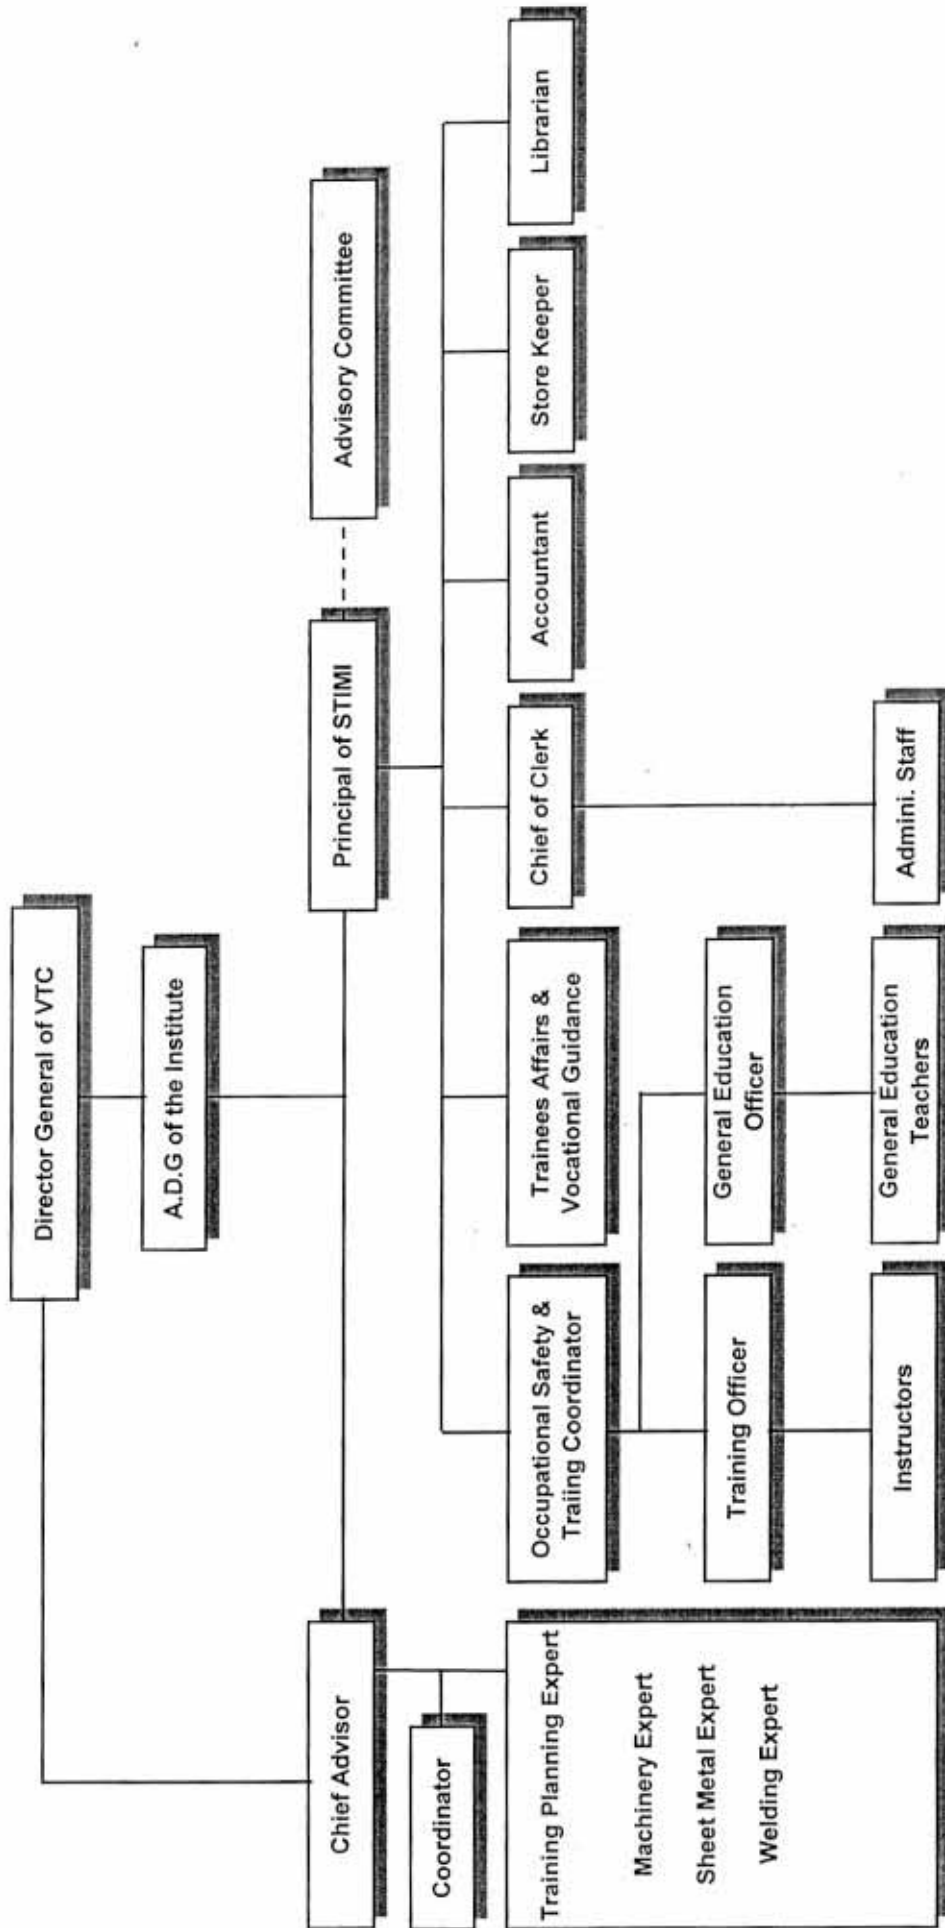 Director General of VTC
A.D.G of the Institute
Chief Advisor
Principal of STIMI
Advisory Committee
Coordinator
Training Planning Expert
Machinery Expert
Sheet Metal Expert
Welding Expert
Occupational Safety &
Traiing Coordinator
Trainees Affairs &
Vocational Guidance
Chief of Clerk
Accountant
Store Keeper
Librarian
Training Officer
General Education
Officer
Instructors
General Education
Teachers
Admini. Staff